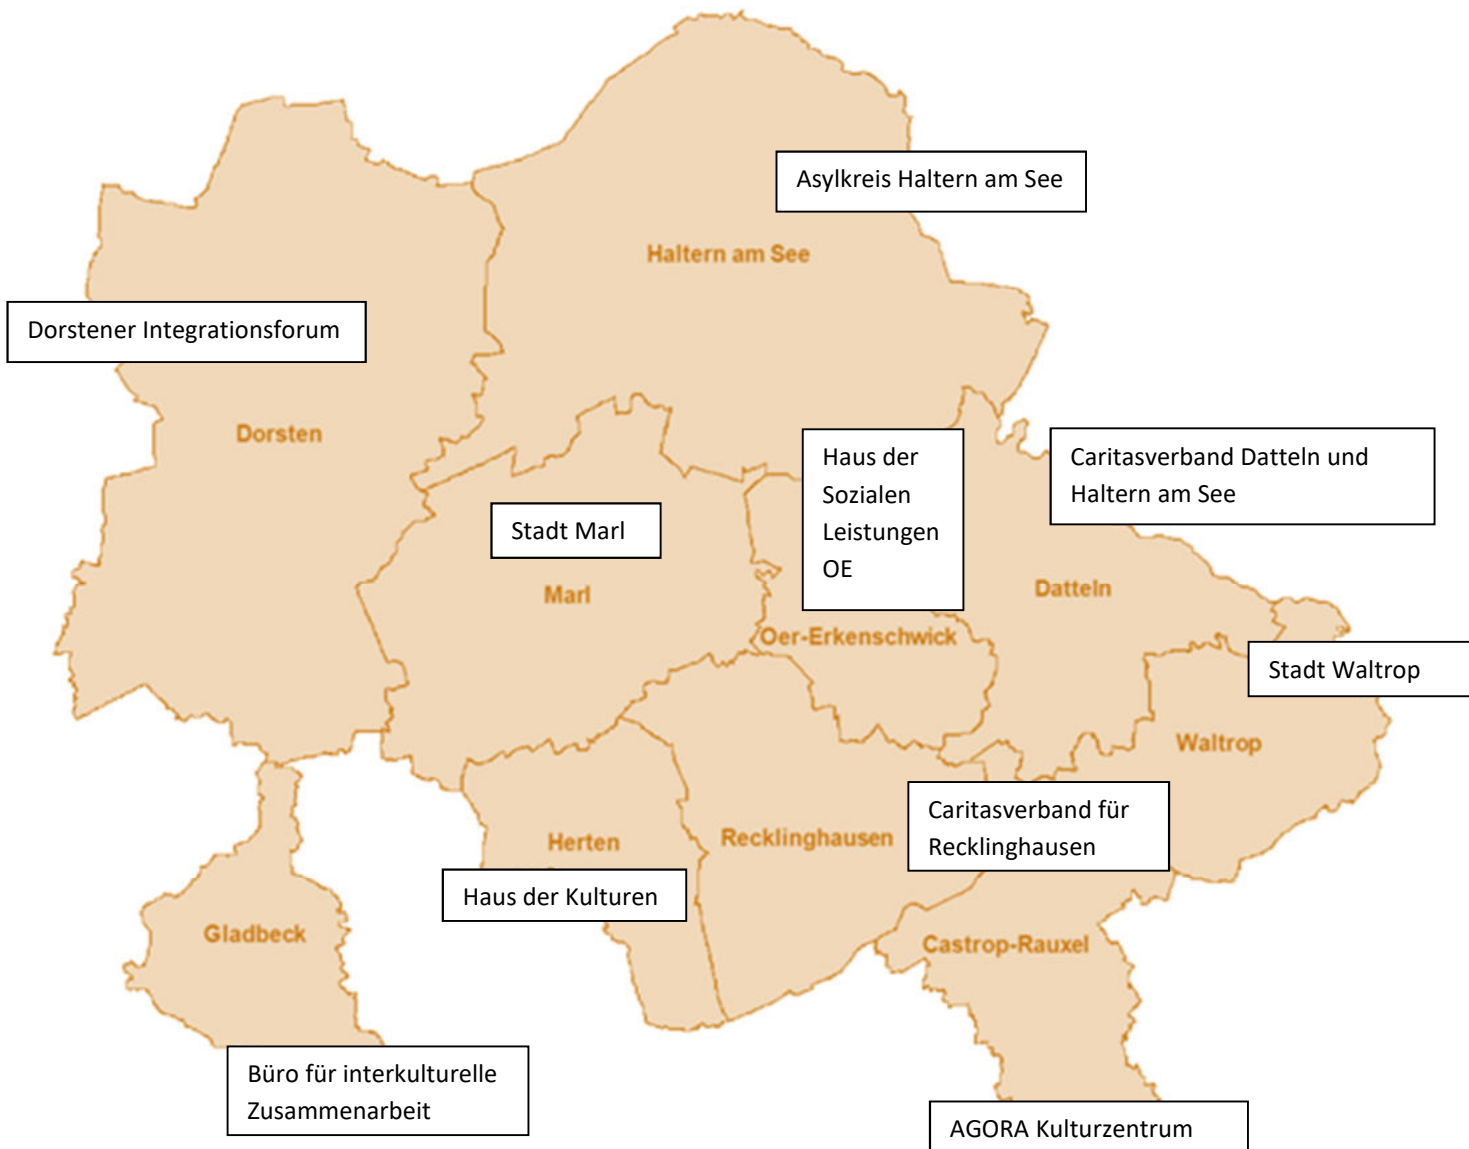 Asylkreis Haltern am See
Haltern am See
Dorstener Integrationsforum
Dorsten
Haus der
Sozialen
Leistungen
OE
Caritasverband Datteln und
Haltern am See
Stadt Marl
Marl
Datteln
Oer-Erkenschwick
Stadt Waltrop
Waltrop
Herten
Recklinghausen
Caritasverband für
Recklinghausen
Haus der Kulturen
Gladbeck
Castrop-Rauxel
Büro für interkulturelle
Zusammenarbeit
AGORA Kulturzentrum